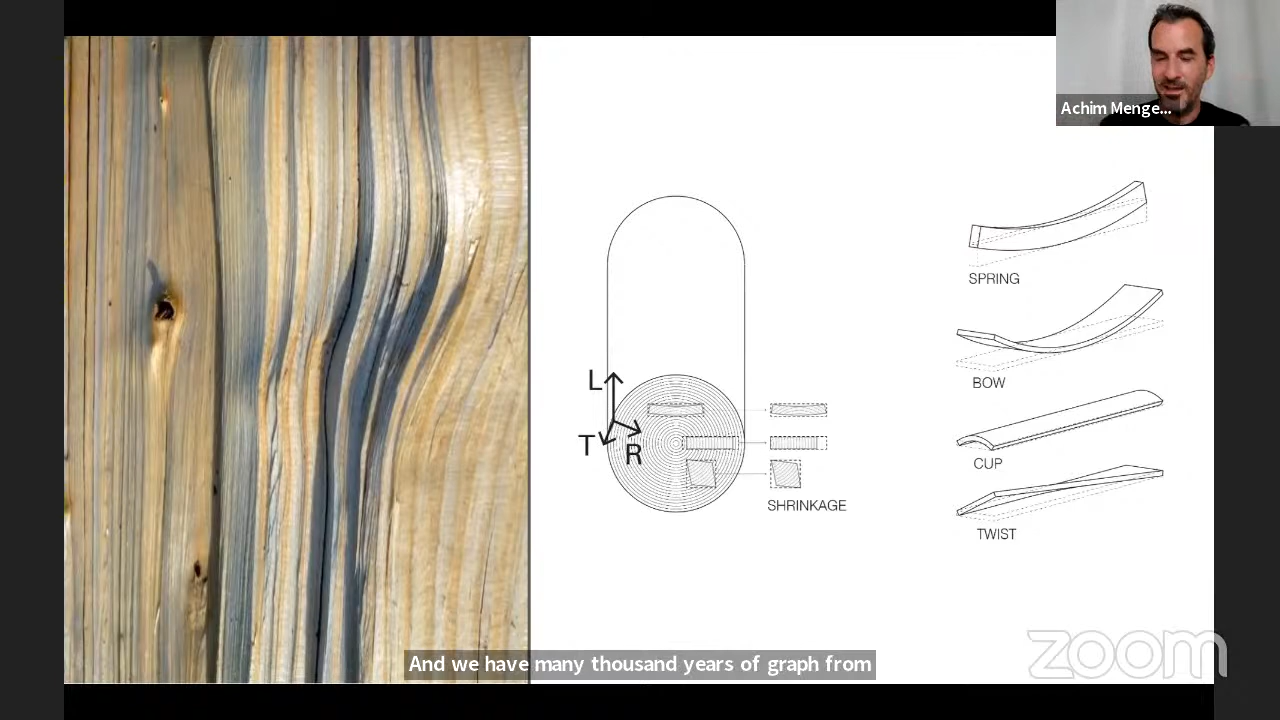 Achim Menge...
SPRING
BOW
L
CUP
T
R
SHRINKAGE
TWIST
And we have many thousand years of graph from
zoom